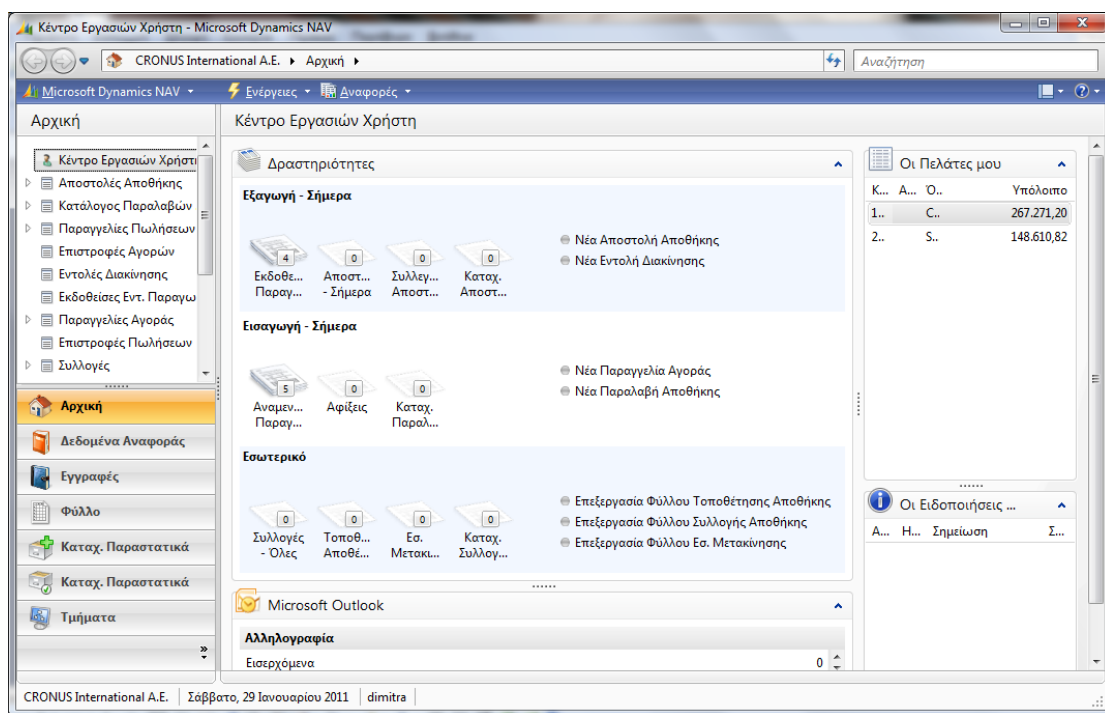 Κέντρο Εργασιών Χρήστη - Microsoft Dynamics NAV
CRONUS International A.E. Αρχική
Αναζήτηση
Microsoft Dynamics NAV Ενέργειες Αναφορές
Αρχική
Κέντρο Εργασιών Χρήστη
Κέντρο Εργασιών Χρήστ
Αποστολές Αποθήκης
Κατάλογος Παραλαβών
Παραγγελίες Πωλήσεων
Επιστροφές Αγορών
Εντολές Διακίνησης
Εκδοθείσες Εντ. Παραγω
Παραγγελίες Αγοράς
Επιστροφές Πωλήσεων
Συλλογές
Αρχική
Δεδομένα Αναφοράς
Εγγραφές
Φύλλο
Καταχ. Παραστατικά
Καταχ. Παραστατικά
Τμήματα
Δραστηριότητες
Εξαγωγή - Σήμερα
4 0 0 0
Εκδοθε... Αποστ... Συλλεγ... Καταχ.
Παραγ... - Σήμερα Αποστ... Αποστ...
Νέα Αποστολή Αποθήκης
Νέα Εντολή Διακίνησης
Εισαγωγή - Σήμερα
5 0 0
Αναμεν... Αφίξεις Καταχ.
Παραγ... Παραλ...
Νέα Παραγγελία Αγοράς
Νέα Παραλαβή Αποθήκης
Εσωτερικό
0 0 0 0
Συλλογές Τοποθ... Εσ. Καταχ.
- Όλες Αποθέ... Μετακι... Συλλογ...
Επεξεργασία Φύλλου Τοποθέτησης Αποθήκης
Επεξεργασία Φύλλου Συλλογής Αποθήκης
Επεξεργασία Φύλλου Εσ. Μετακίνησης
Microsoft Outlook
Αλληλογραφία
Εισερχόμενα 0
Οι Πελάτες μου
Κ... Α... Ό.. Υπόλοιπο
1.. C.. 267.271,20
2.. S.. 148.610,82
Οι Ειδοποιήσεις ...
Α... Η... Σημείωση Σ...
CRONUS International A.E. Σάββατο, 29 Ιανουαρίου 2011 dimitra